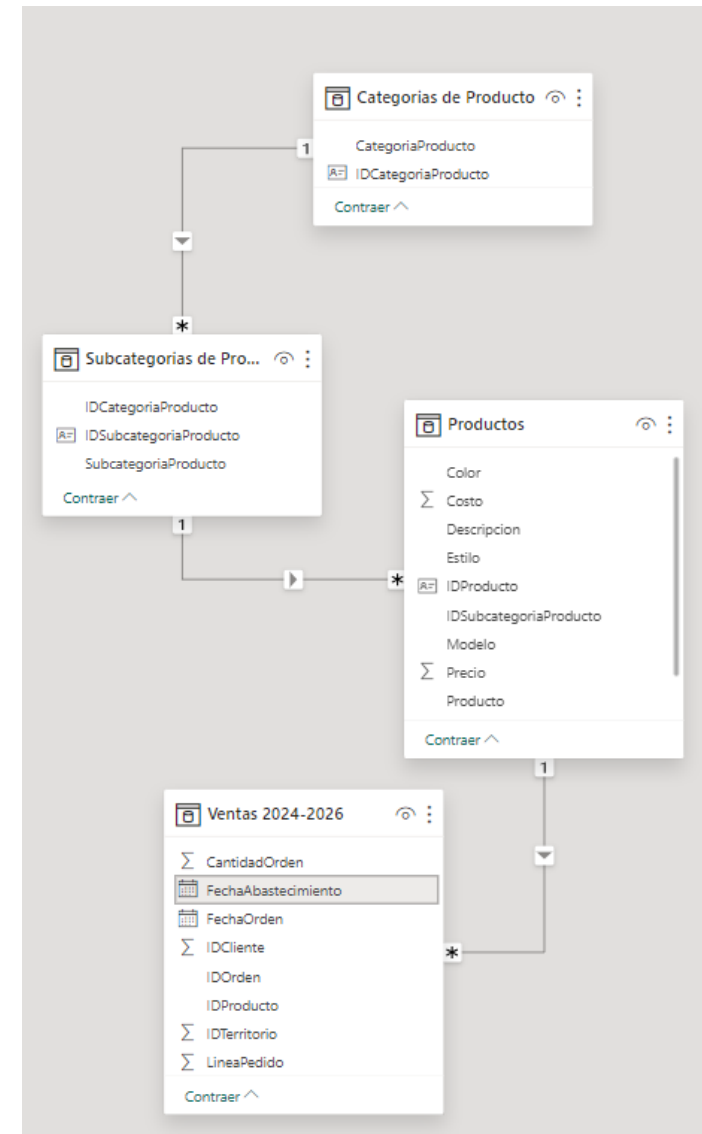 Categorias de Producto
1
CategoriaProducto
IDCategoriaProducto
Contraer
*
Subcategorias de Pro...
IDCategoriaProducto
IDSubcategoriaProducto
SubcategoriaProducto
Contraer
1
*
Productos
Color
Σ Costo
Descripcion
Estilo
IDProducto
IDSubcategoriaProducto
Modelo
Σ Precio
Producto
Contraer
1
Ventas 2024-2026
Σ CantidadOrden
FechaAbastecimiento
FechaOrden
Σ IDCliente
*
IDOrden
IDProducto
Σ IDTerritorio
Σ LineaPedido
Contraer